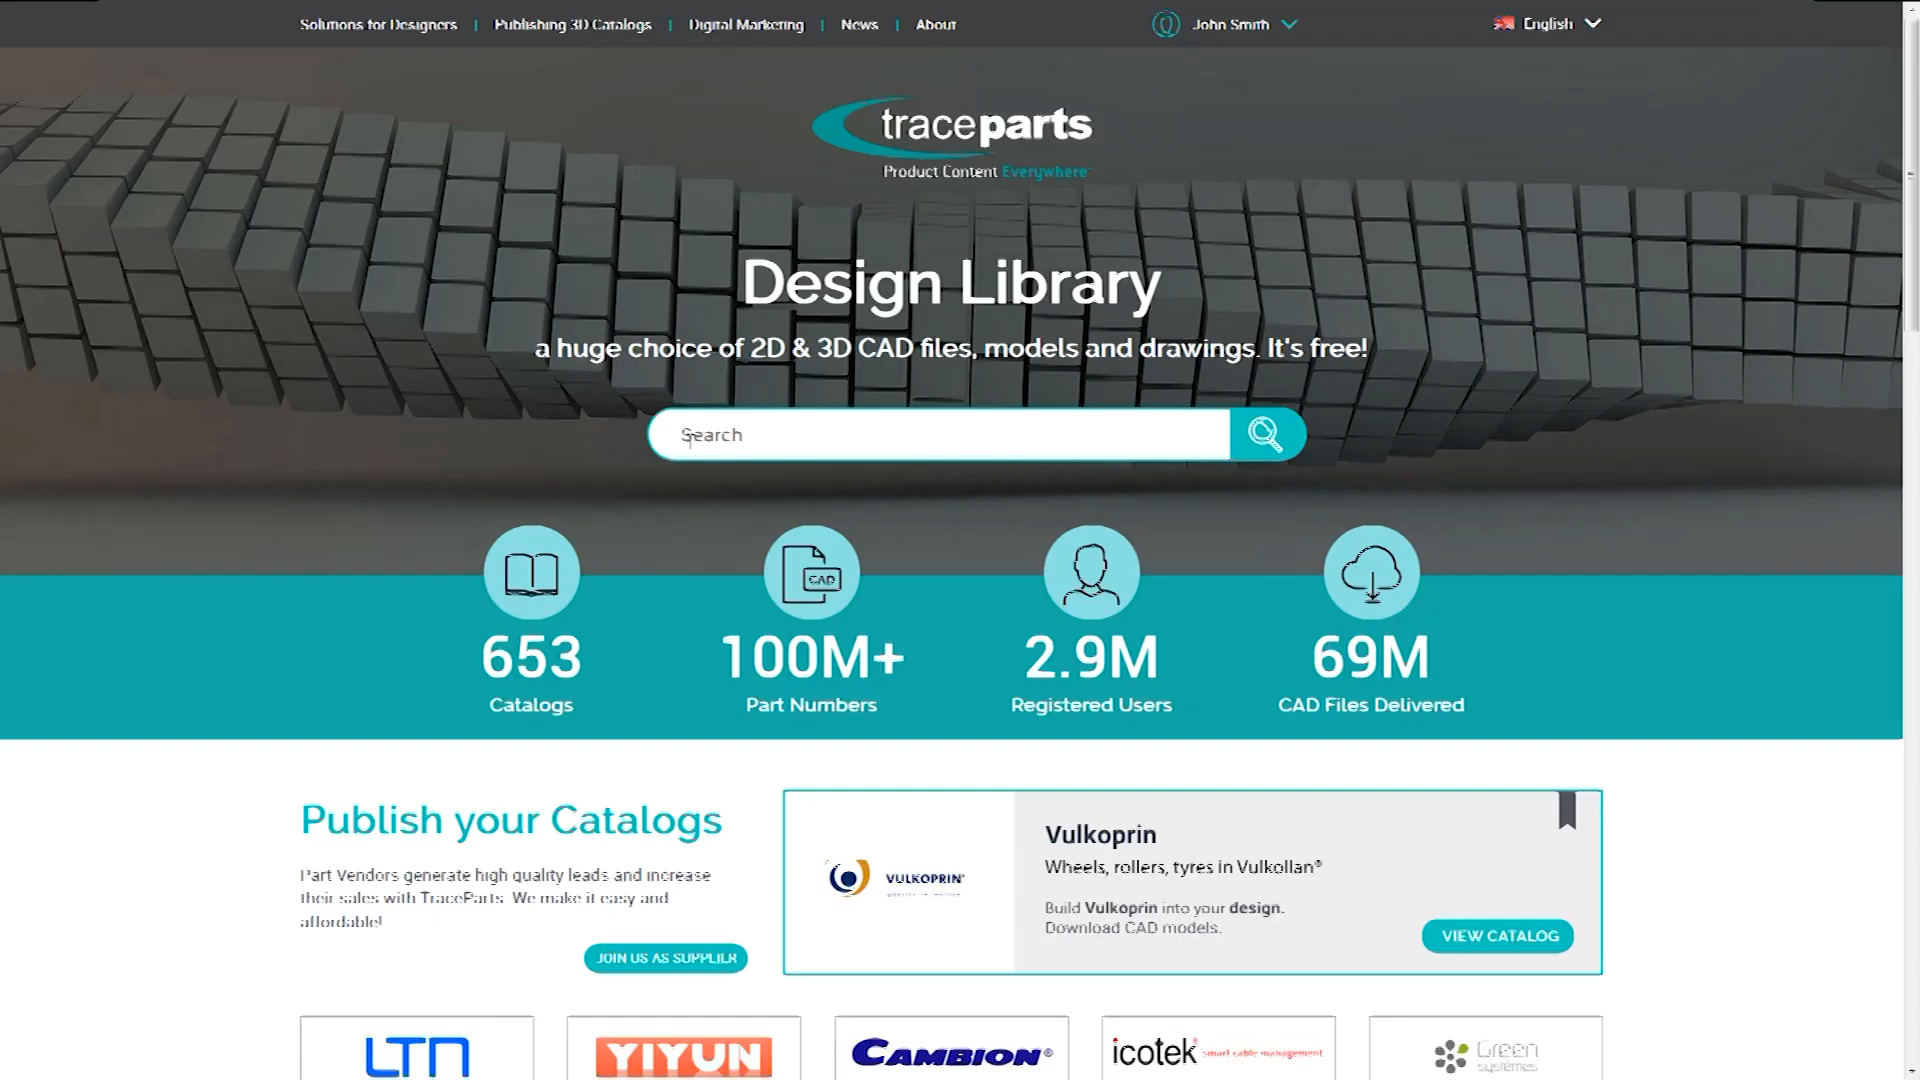 Solutions for Designers | Publishing 3D Catalogs | Digital Marketing | News | About
John Smith
English
traceparts
Product Content Everywhere
Design Library
a huge choice of 2D & 3D CAD files, models and drawings. It's free!
Search
CAD
653
Catalogs
100M+
Part Numbers
2.9M
Registered Users
69M
CAD Files Delivered
Publish your Catalogs
Part Vendors generate high quality leads and increase
their sales with TraceParts. We make it easy and
affordable!
JOIN US AS SUPPLIER
VULKOPRIN
Vulkoprin
Wheels, rollers, tyres in Vulkollan®
Build Vulkoprin into your design.
Download CAD models.
VIEW CATALOG
LTN
YIYUN
CAMBION®
icotek smart cable management
Green
systèmes